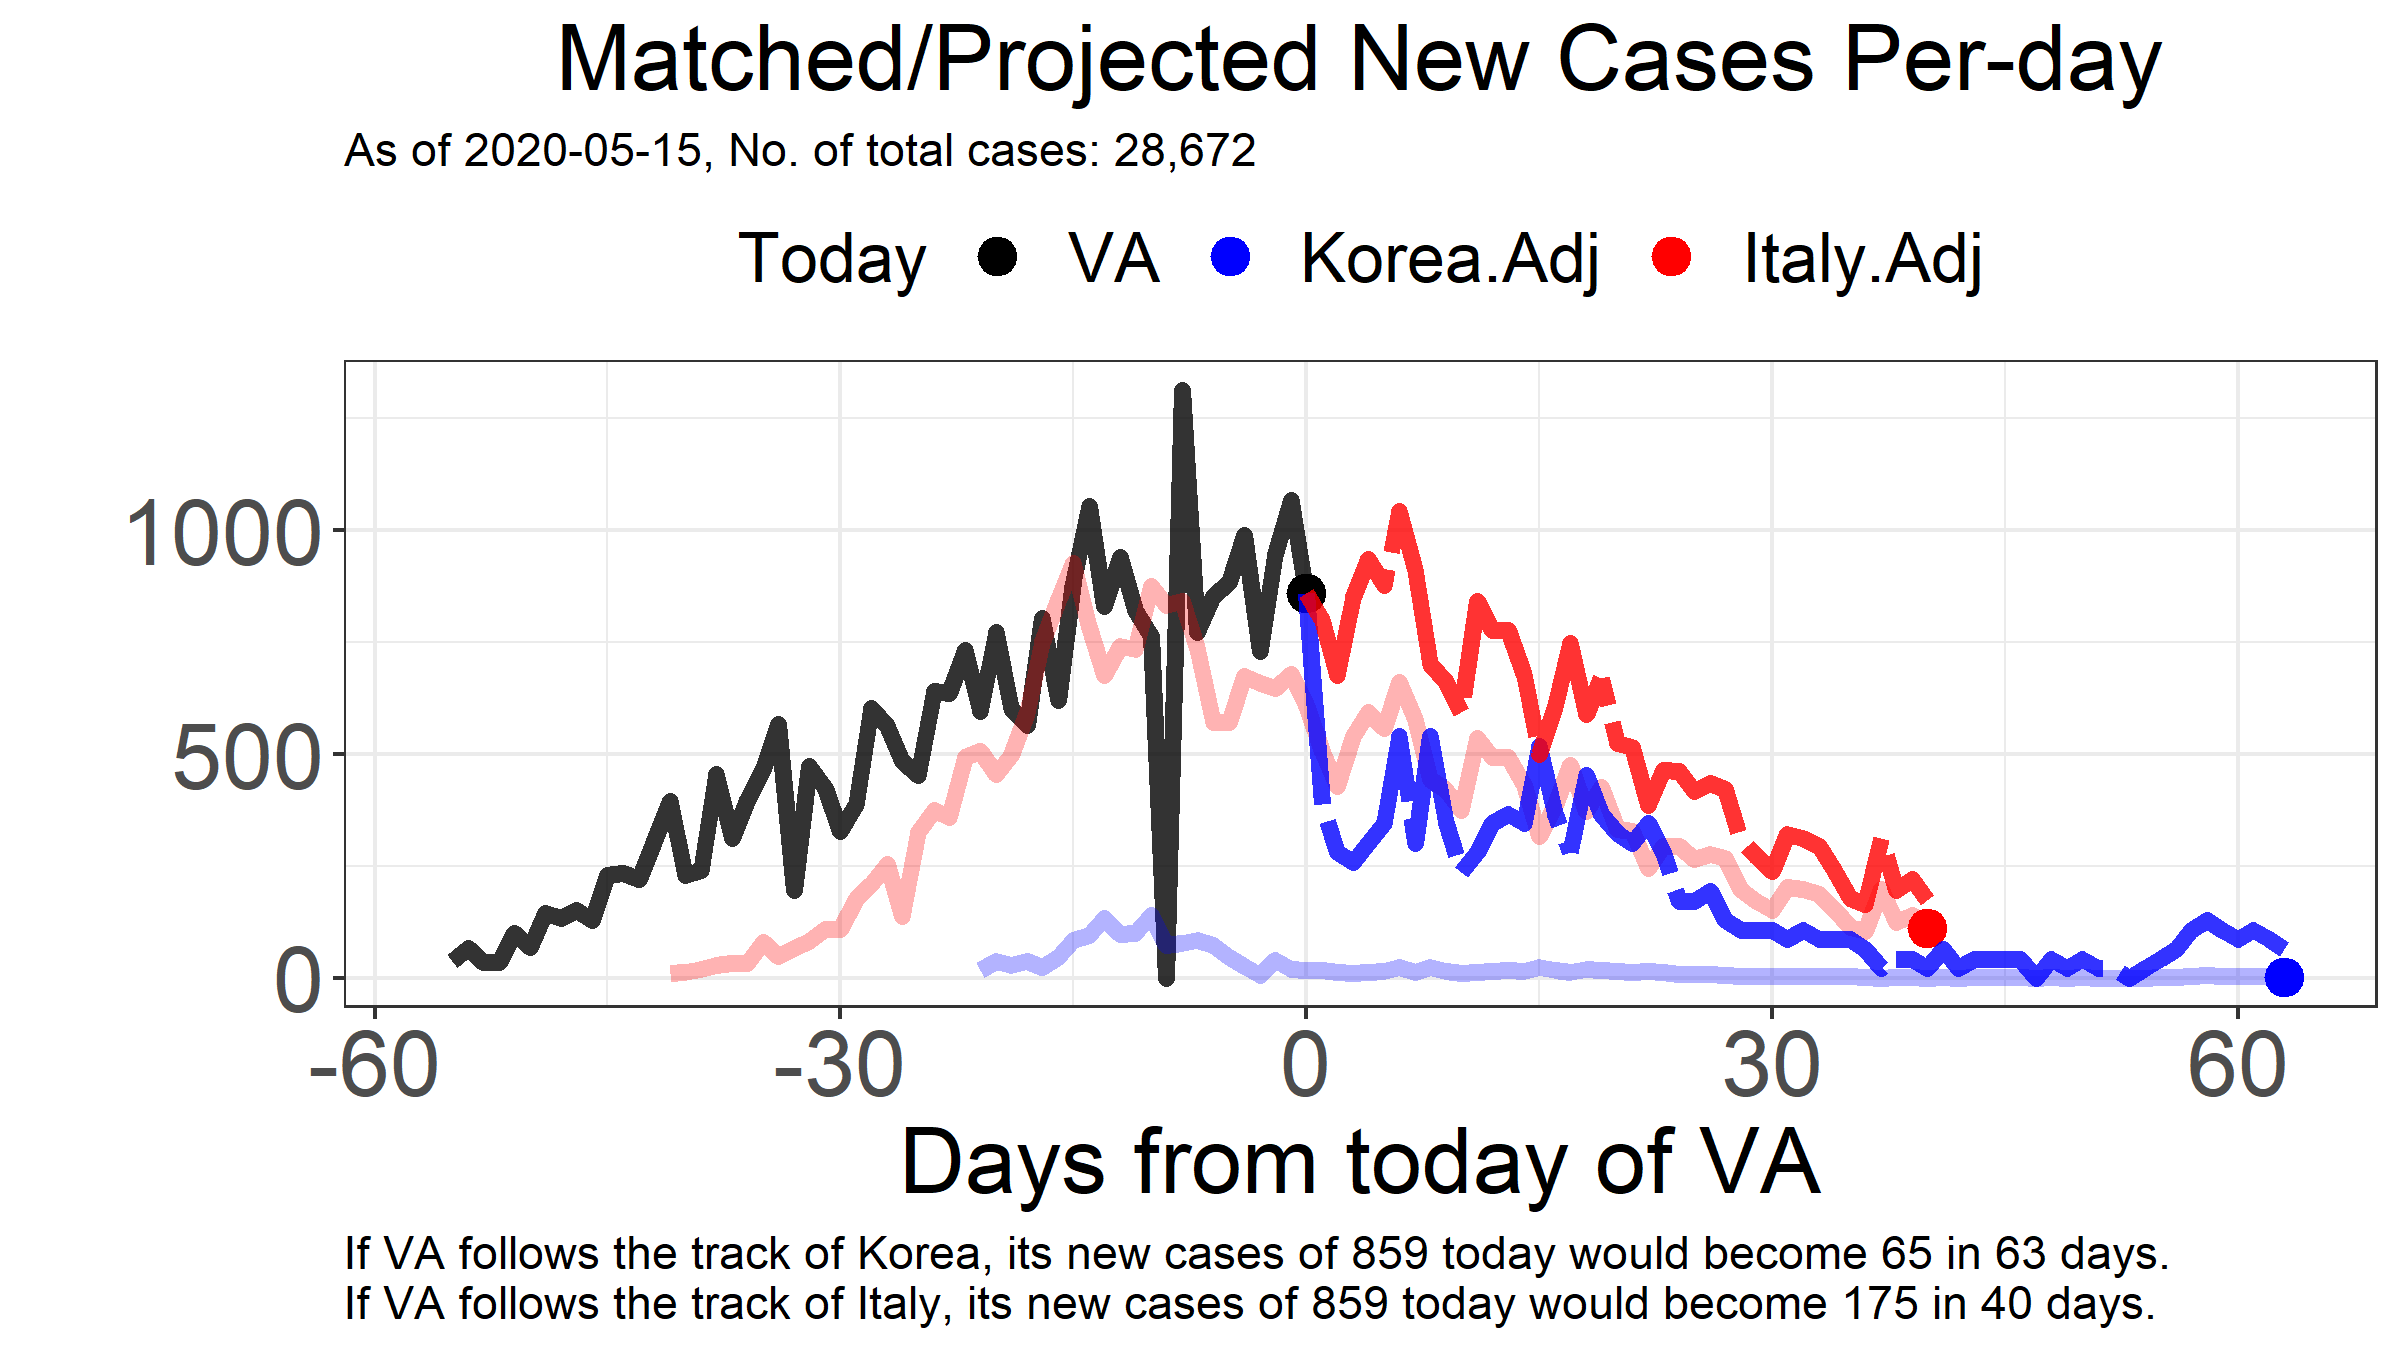 Matched/Projected New Cases Per-day
As of 2020-05-15, No. of total cases: 28,672
Today VA Korea.Adj Italy.Adj
1000
500
0
-60 -30 0 30 60
Days from today of VA
If VA follows the track of Korea, its new cases of 859 today would become 65 in 63 days.
If VA follows the track of Italy, its new cases of 859 today would become 175 in 40 days.